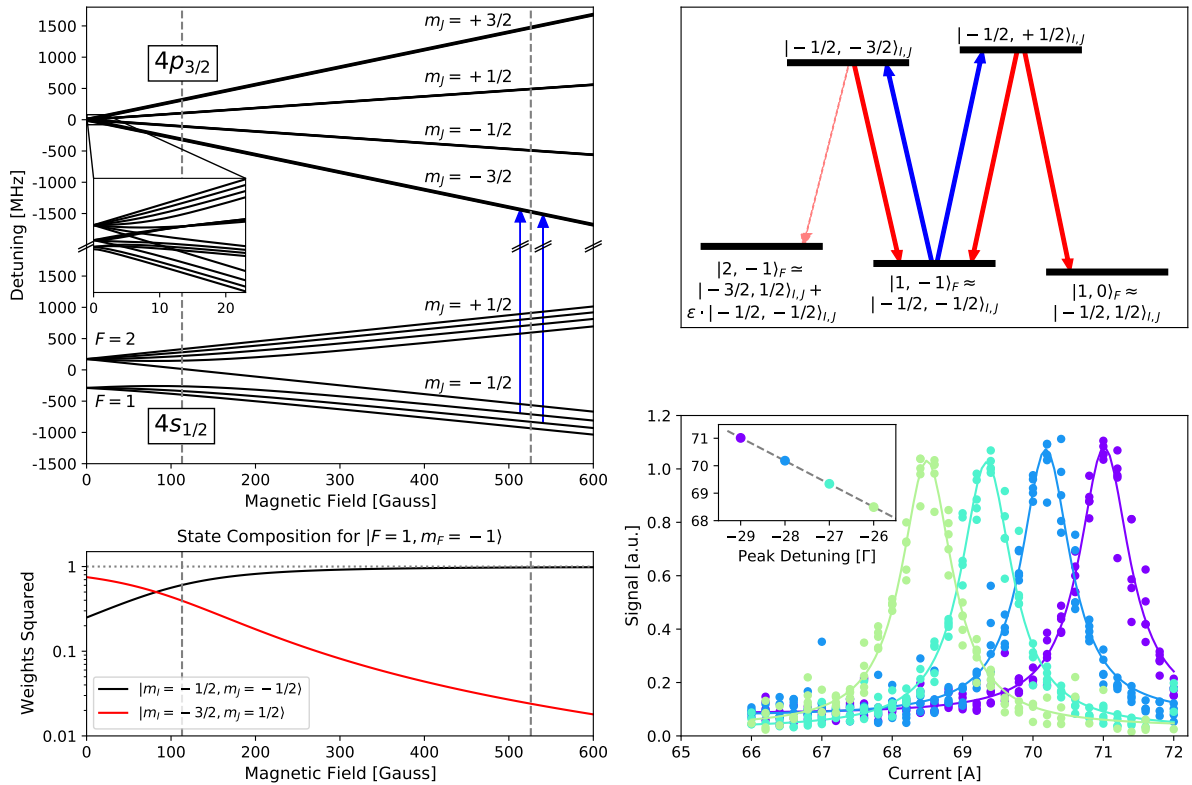 1500
1000
500
0
−500
−1000
−1500
1500
1000
500
0
−500
−1000
−1500
Detuning [MHz]
4p3/2
mJ = + 3/2
mJ = + 1/2
mJ = − 1/2
mJ = − 3/2
0 10 20
mJ = + 1/2
F = 2
mJ = − 1/2
F = 1
4s1/2
0 100 200 300 400 500 600
Magnetic Field [Gauss]
State Composition for |F = 1, mF = −1⟩
Weights Squared
1
0.1
0.01
|mI = −1/2, mJ = −1/2⟩
|mI = −3/2, mJ = 1/2⟩
0 100 200 300 400 500 600
Magnetic Field [Gauss]
|−1/2, +1/2⟩I,J
|−1/2, −3/2⟩I,J
|2, −1⟩F ≃
|−3/2, 1/2⟩I,J +
ε · |−1/2, −1/2⟩I,J
|1, −1⟩F ≃
|−1/2, −1/2⟩I,J
|1, 0⟩F ≃
|−1/2, 1/2⟩I,J
Signal [a.u.]
1.2
1.0
0.8
0.6
0.4
0.2
0.0
71
70
69
68
−29 −28 −27 −26
Peak Detuning [Γ]
65 66 67 68 69 70 71 72
Current [A]